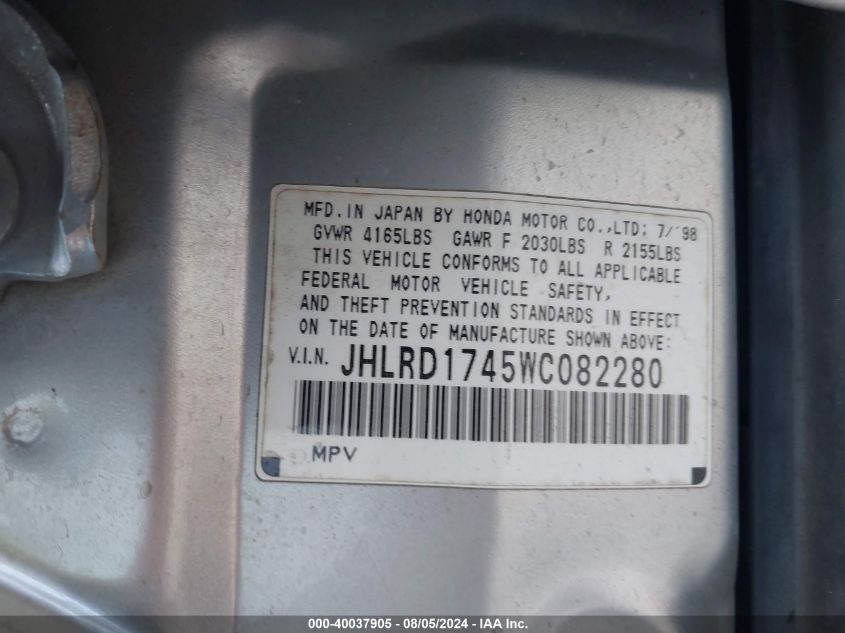 MFD. IN JAPAN BY HONDA MOTOR CO.,LTD; 7/'98
GVWR 4165LBS GAWR F 2030LBS R 2155LBS
THIS VEHICLE CONFORMS TO ALL APPLICABLE
FEDERAL MOTOR VEHICLE SAFETY,
AND THEFT PREVENTION STANDARDS IN EFFECT
ON THE DATE OF MANUFACTURE SHOWN ABOVE:
V.I.N. JHLRD1745WC082280
MPV
000-40037905 - 08/05/2024 - IAA Inc.